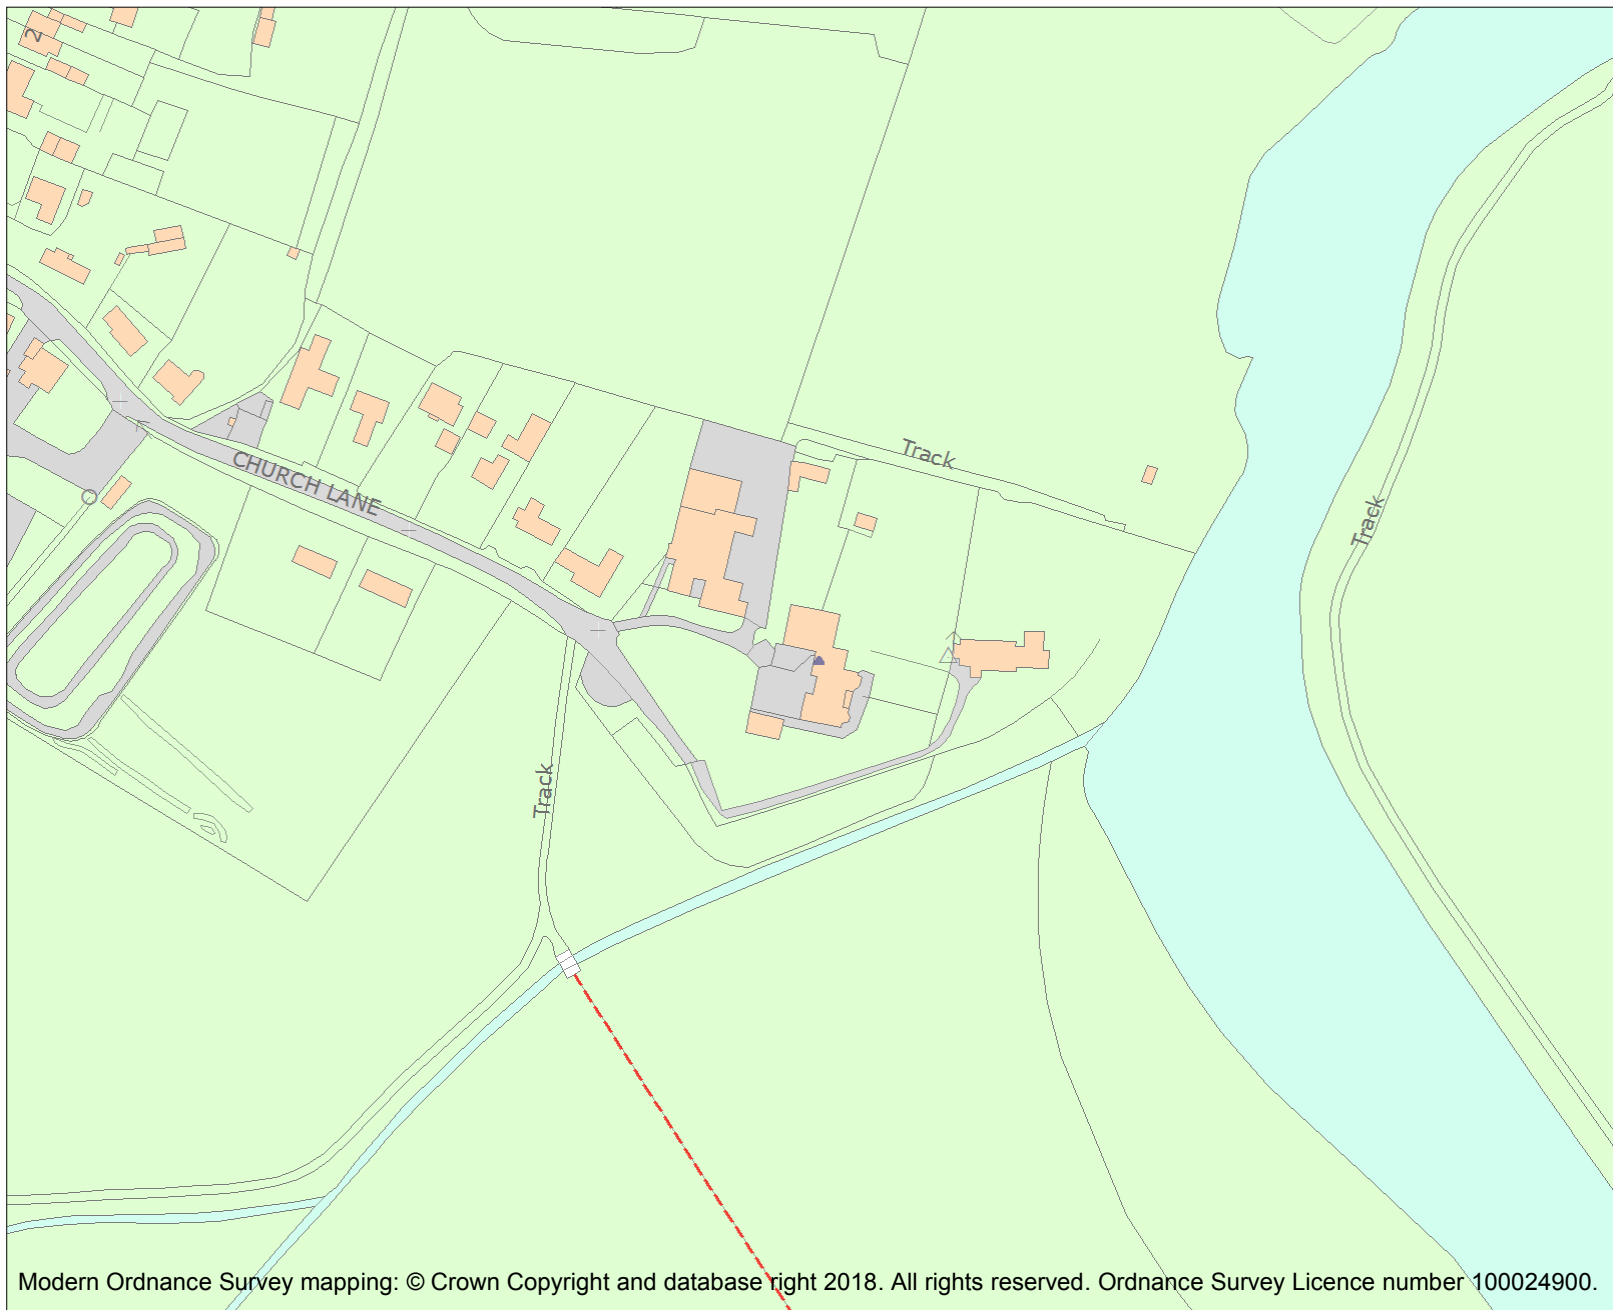 2
Track
CHURCH LANE
Track
Track
Modern Ordnance Survey mapping: © Crown Copyright and database right 2018. All rights reserved. Ordnance Survey Licence number 100024900.